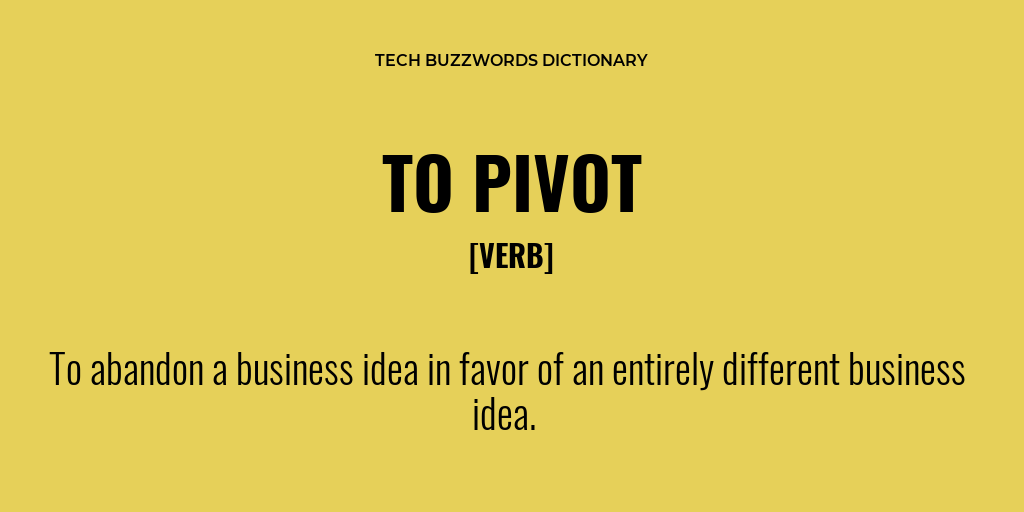 TECH BUZZWORDS DICTIONARY
TO PIVOT
[VERB]
To abandon a business idea in favor of an entirely different business
idea.